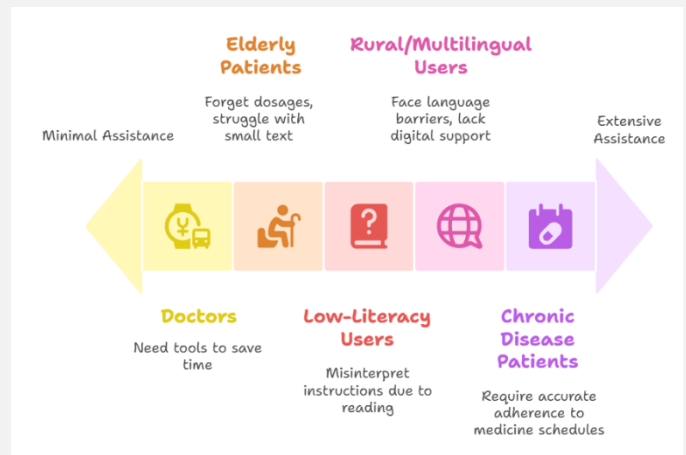 Elderly
Patients
Forget dosages,
struggle with
small text
Rural/Multilingual
Users
Face language
barriers, lack
digital support
Minimal Assistance
Extensive
Assistance
¥
?
Doctors
Need tools to save
time
Low-Literacy
Users
Misinterpret
instructions due to
reading
Chronic
Disease
Patients
Require accurate
adherence to
medicine schedules